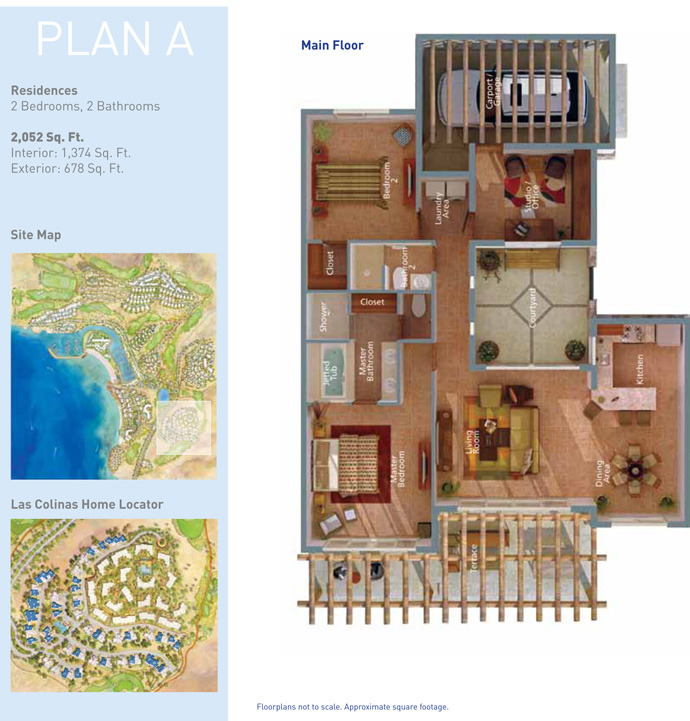 PLAN A
Residences
2 Bedrooms, 2 Bathrooms
2,052 Sq. Ft.
Interior: 1,374 Sq. Ft.
Exterior: 678 Sq. Ft.
Site Map
Las Colinas Home Locator
Main Floor
Carport /
Garage
Bedroom
2
Laundry
Area
Studio /
Office
Closet
Bathroom
2
Courtyard
Shower
Closet
Jetted
Tub
Master
Bathroom
Kitchen
Living
Room
Master
Bedroom
Dining
Area
Terrace
Floorplans not to scale. Approximate square footage.